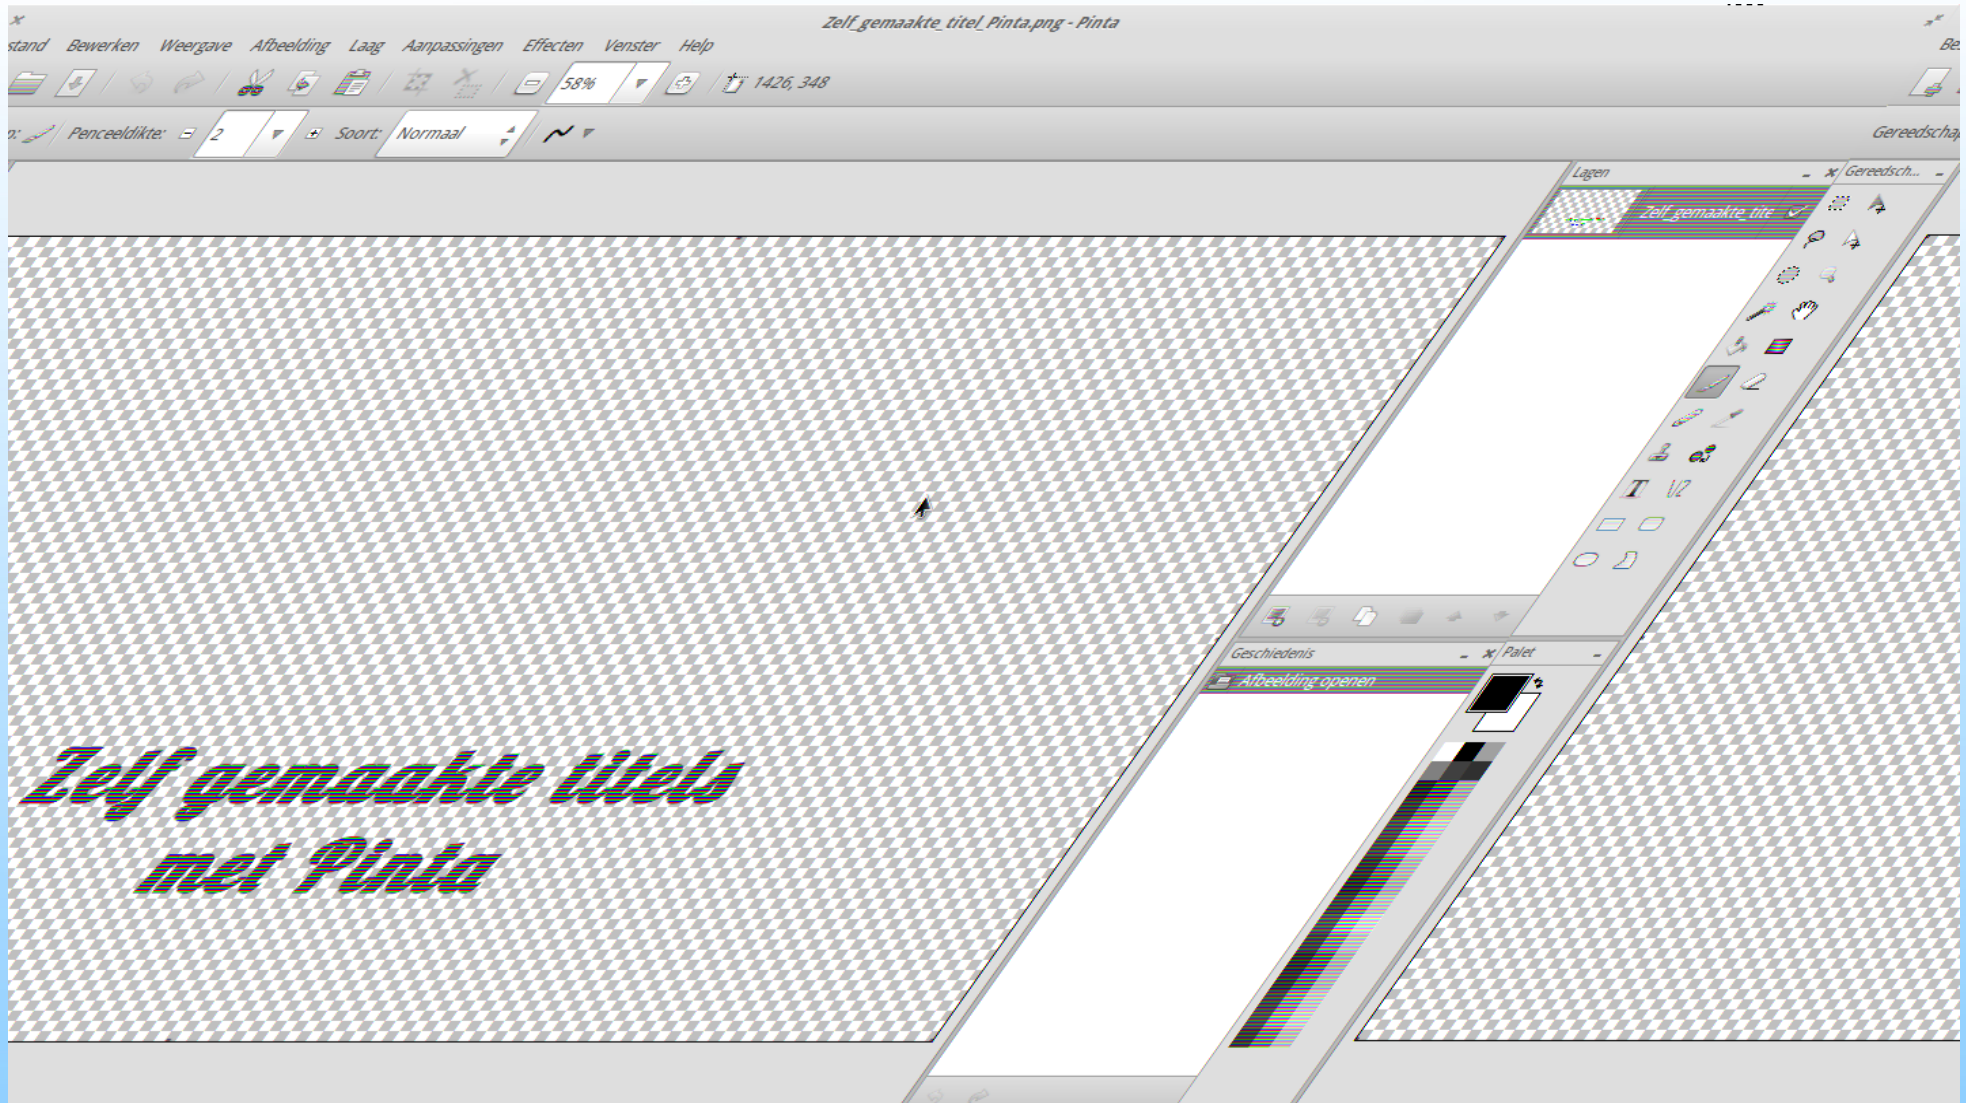 Zelf_gemaakte_titel_Pinta.png - Pinta
stand Bewerken Weergave Afbeelding Laag Aanpassingen Effecten Venster Help Be
58% 1426, 348
n: Penceeldikte: 2 Soort: Normaal Gereedschap
Lagen Gereedsch...
Zelf_gemaakte_tite
T
Geschiedenis Palet
Afbeelding openen
Zelf gemaakte titels
met Pinta